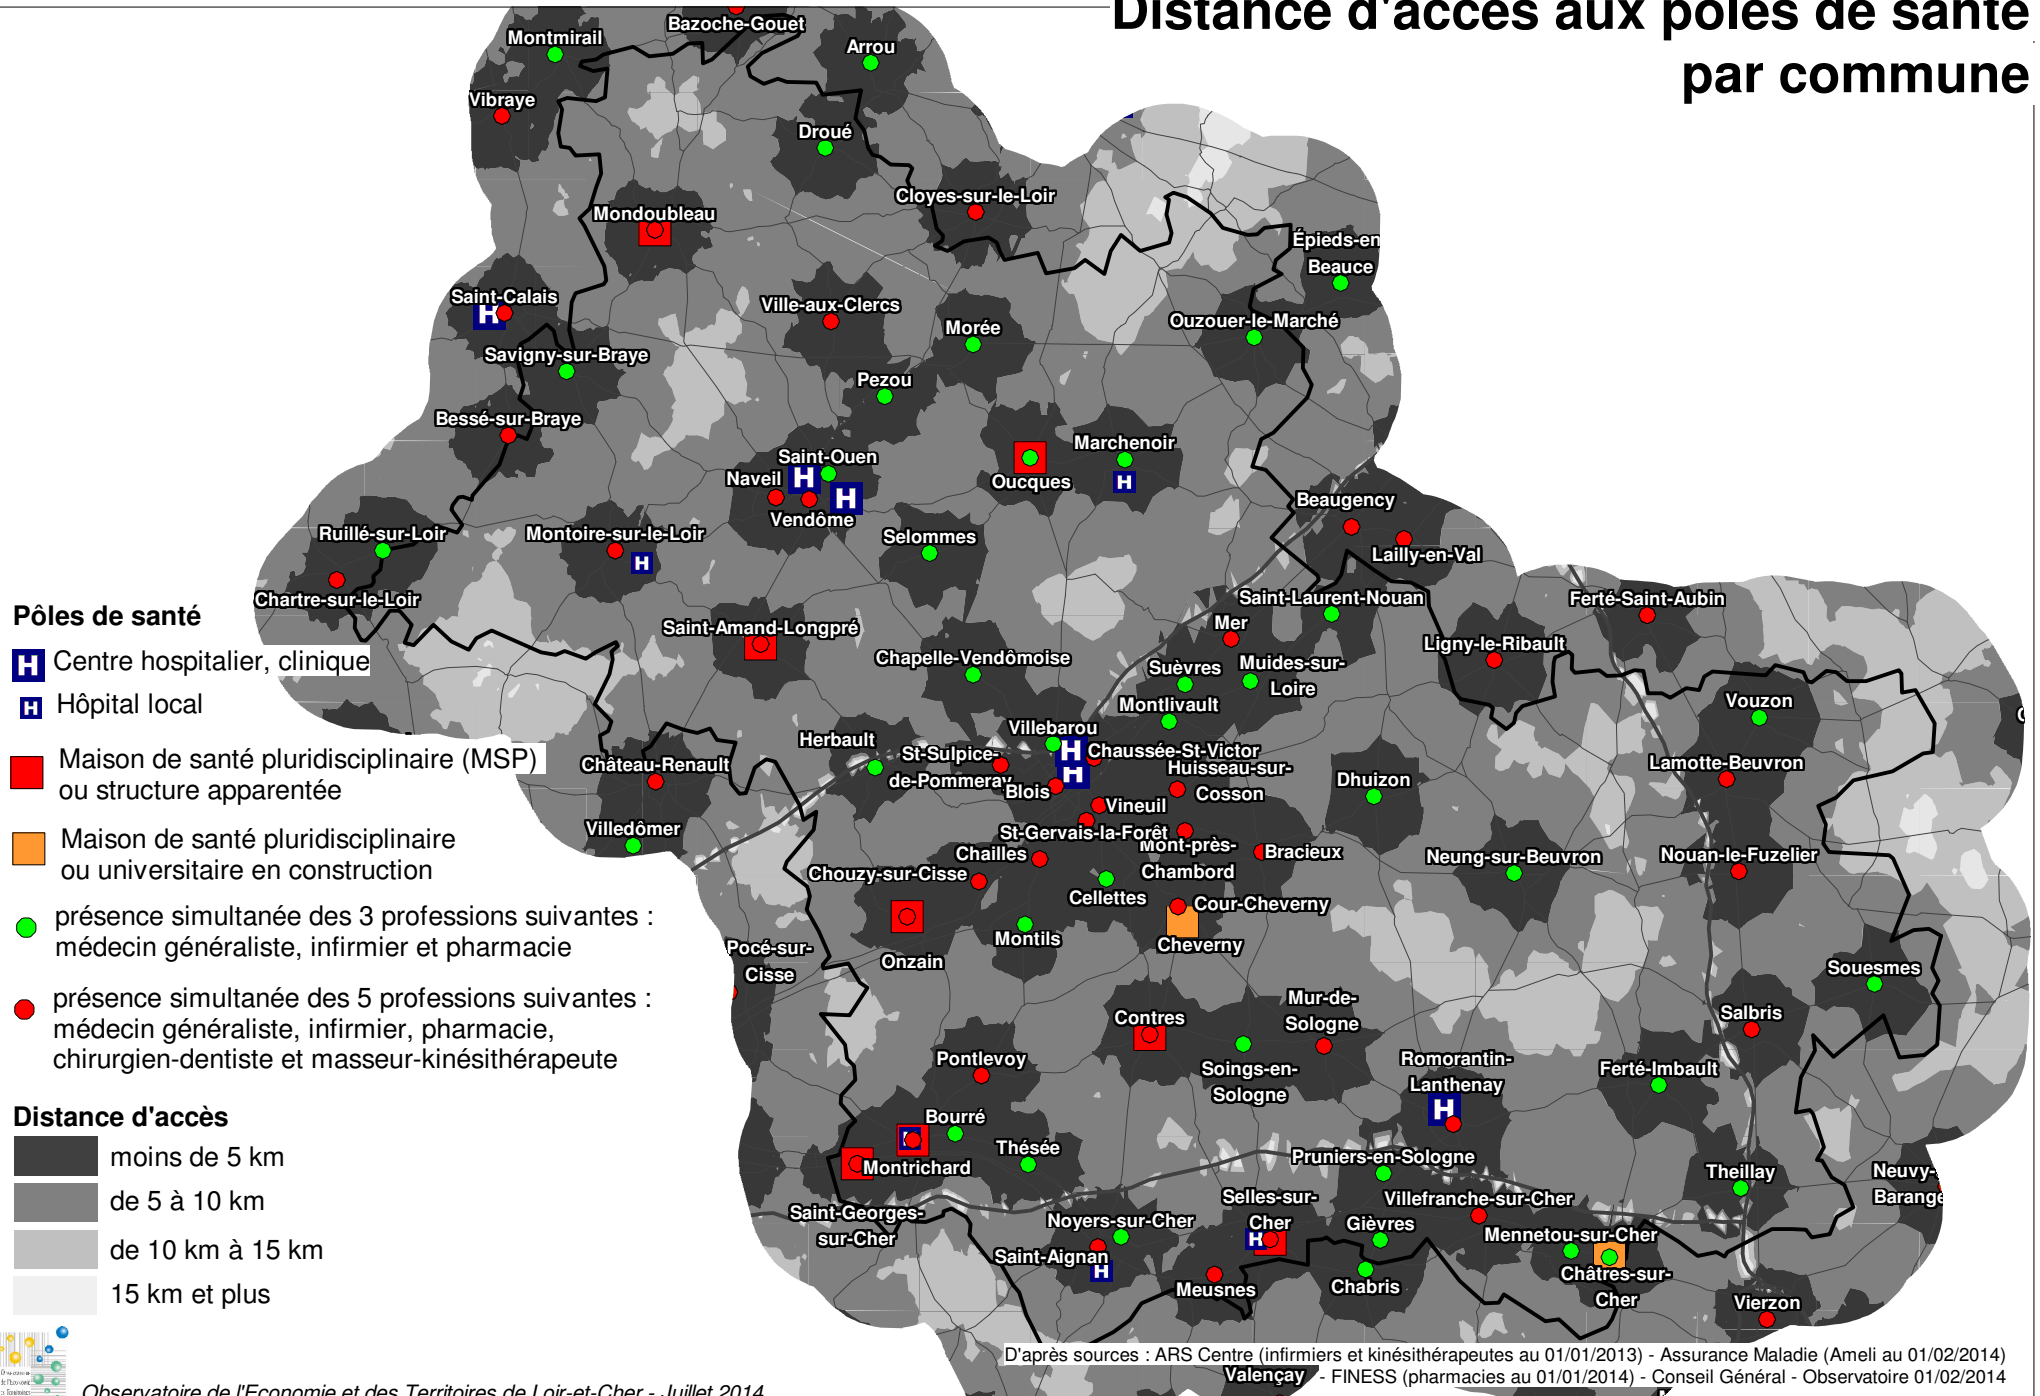 Distance d'accès aux pôles de santé
par commune
Bazoche-Gouet
Montmirail
Arrou
Vibraye
Droué
Cloyes-sur-le-Loir
Mondoubleau
Épieds-en
Beauce
Saint-Calais
H
Ville-aux-Clercs
Morée
Ouzouer-le-Marché
Savigny-sur-Braye
Pezou
Bessé-sur-Braye
Marchenoir
H
Saint-Ouen
Naveil
H
H
Vendôme
Oucques
Beaugency
Lailly-en-Val
Ruillé-sur-Loir
Montoire-sur-le-Loir
H
Selommes
Chartre-sur-le-Loir
Saint-Laurent-Nouan
Ferté-Saint-Aubin
Saint-Amand-Longpré
Mer
Ligny-le-Ribault
Chapelle-Vendômoise
Suèvres
Muides-sur-
Loire
Montlivault
Vouzon
Villebarou
H
H
Herbault
St-Sulpice-
de-Pommeray
Chaussée-St-Victor
Huisseau-sur-
Cosson
Château-Renault
Blois
Dhuizon
Lamotte-Beuvron
Vineuil
Villedômer
St-Gervais-la-Forêt
Mont-près-
Chambord
Chailles
Bracieux
Neung-sur-Beuvron
Nouan-le-Fuzelier
Chouzy-sur-Cisse
Cellettes
Cour-Cheverny
Cheverny
Montils
Onzain
Pocé-sur-
Cisse
Souesmes
Contres
Mur-de-
Sologne
Salbris
Pontlevoy
Soings-en-
Sologne
Romorantin-
Lanthenay
H
Ferté-Imbault
Bourré
Montrichard
Thésée
Pruniers-en-Sologne
Theillay
Neuvy-
Barange
Saint-Georges-
sur-Cher
Noyers-sur-Cher
Selles-sur-
Cher
H
Villefranche-sur-Cher
Gièvres
Mennetou-sur-Cher
Saint-Aignan
H
Meusnes
Chabris
Châtres-sur-
Cher
Vierzon
Valençay
Pôles de santé
H Centre hospitalier, clinique
H Hôpital local
Maison de santé pluridisciplinaire (MSP)
ou structure apparentée
Maison de santé pluridisciplinaire
ou universitaire en construction
présence simultanée des 3 professions suivantes :
médecin généraliste, infirmier et pharmacie
présence simultanée des 5 professions suivantes :
médecin généraliste, infirmier, pharmacie,
chirurgien-dentiste et masseur-kinésithérapeute
Distance d'accès
moins de 5 km
de 5 à 10 km
de 10 km à 15 km
15 km et plus
D'après sources : ARS Centre (infirmiers et kinésithérapeutes au 01/01/2013) - Assurance Maladie (Ameli au 01/02/2014)
- FINESS (pharmacies au 01/01/2014) - Conseil Général - Observatoire 01/02/2014
Observatoire de l'Economie et des Territoires de Loir-et-Cher - Juillet 2014